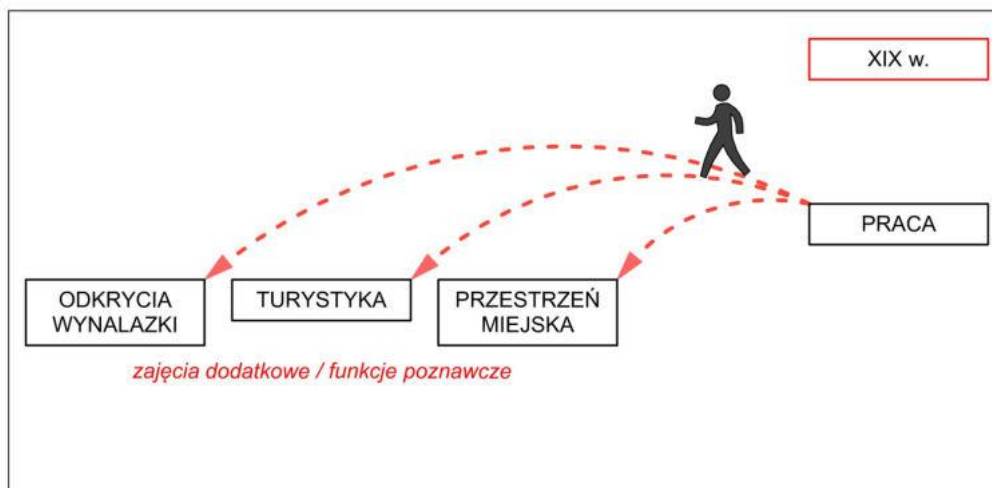 XIX w.
PRACA
ODKRYCIA
WYNALAZKI
TURYSTYKA
PRZESTRZEŃ
MIEJSKA
zajęcia dodatkowe / funkcje poznawcze